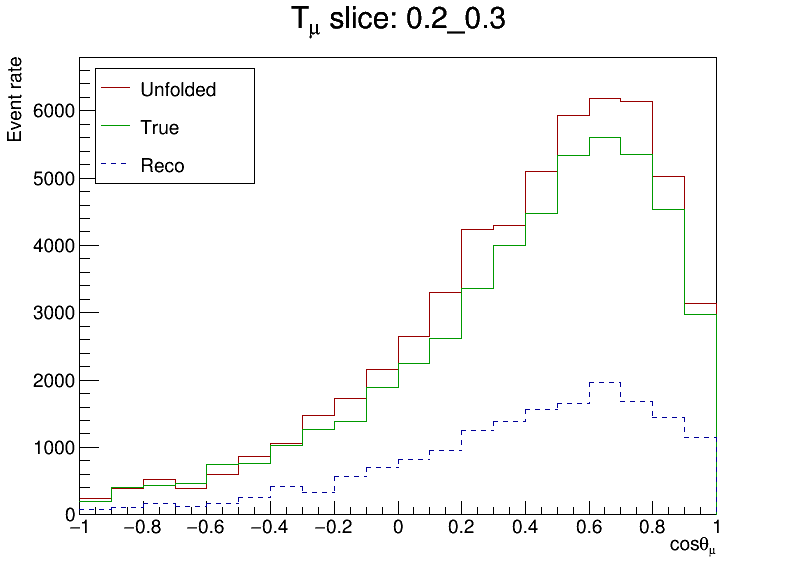 Tμ slice: 0.2_0.3
Event rate
Unfolded
True
Reco
6000
5000
4000
3000
2000
1000
0
−1 −0.8 −0.6 −0.4 −0.2 0 0.2 0.4 0.6 0.8 1
cosθμ